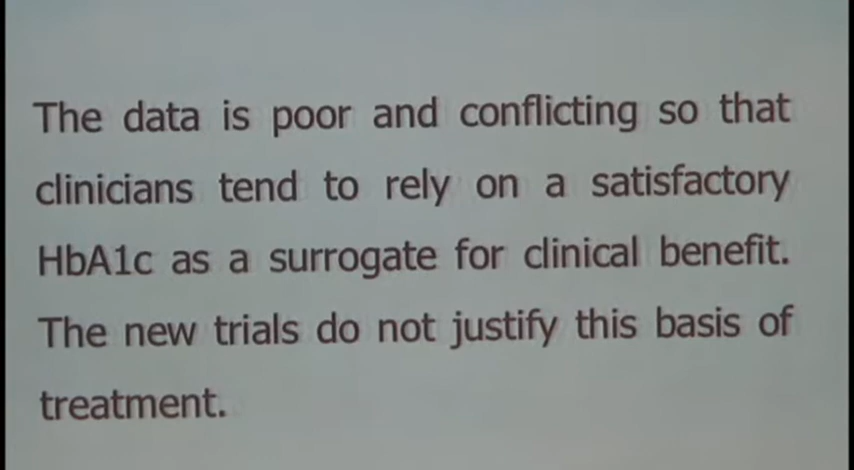 The data is poor and conflicting so that
clinicians tend to rely on a satisfactory
HbA1c as a surrogate for clinical benefit.
The new trials do not justify this basis of
treatment.